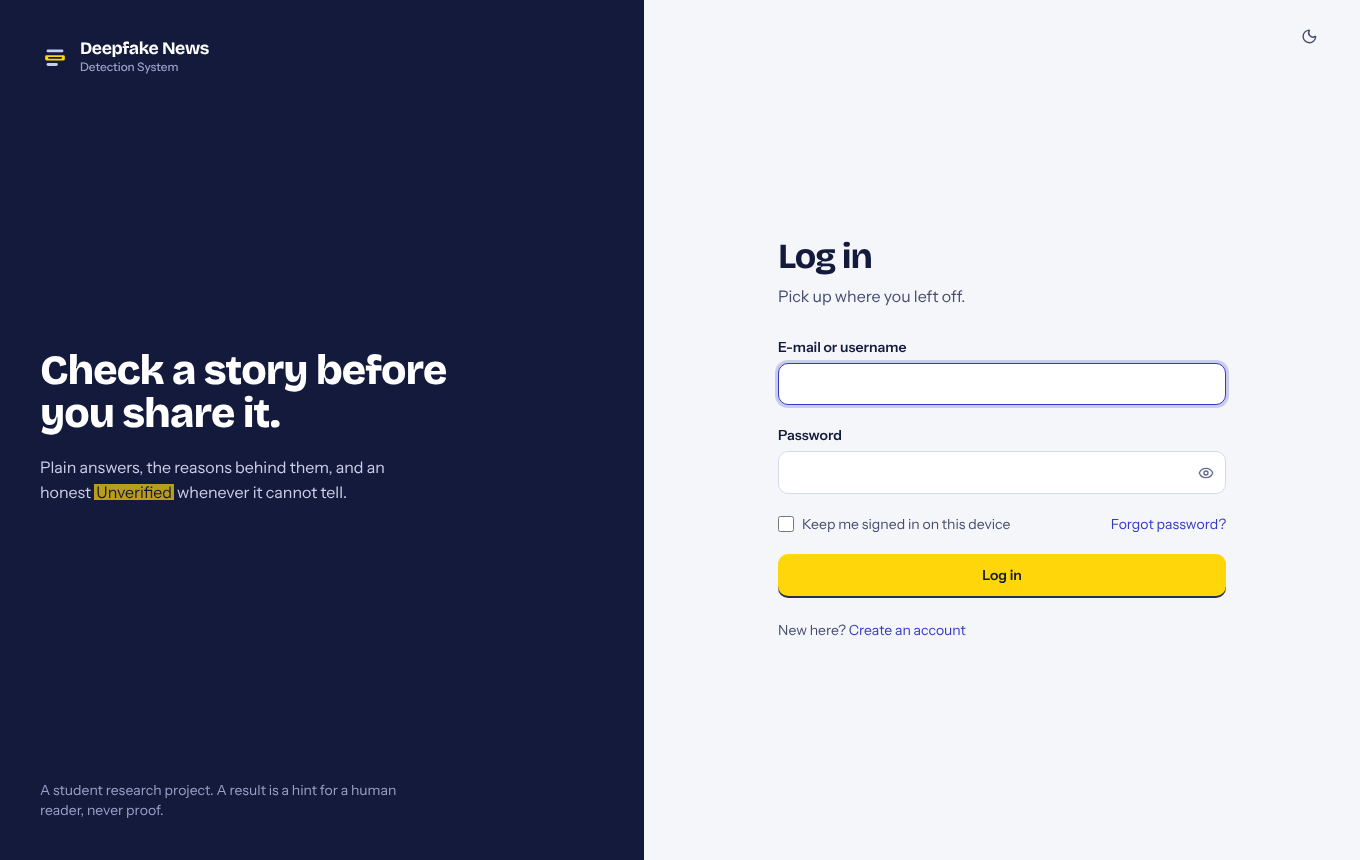 Deepfake News
Detection System
Check a story before
you share it.
Plain answers, the reasons behind them, and an
honest Unverified whenever it cannot tell.
A student research project. A result is a hint for a human
reader, never proof.
Log in
Pick up where you left off.
E-mail or username
Password
Keep me signed in on this device
Forgot password?
Log in
New here? Create an account